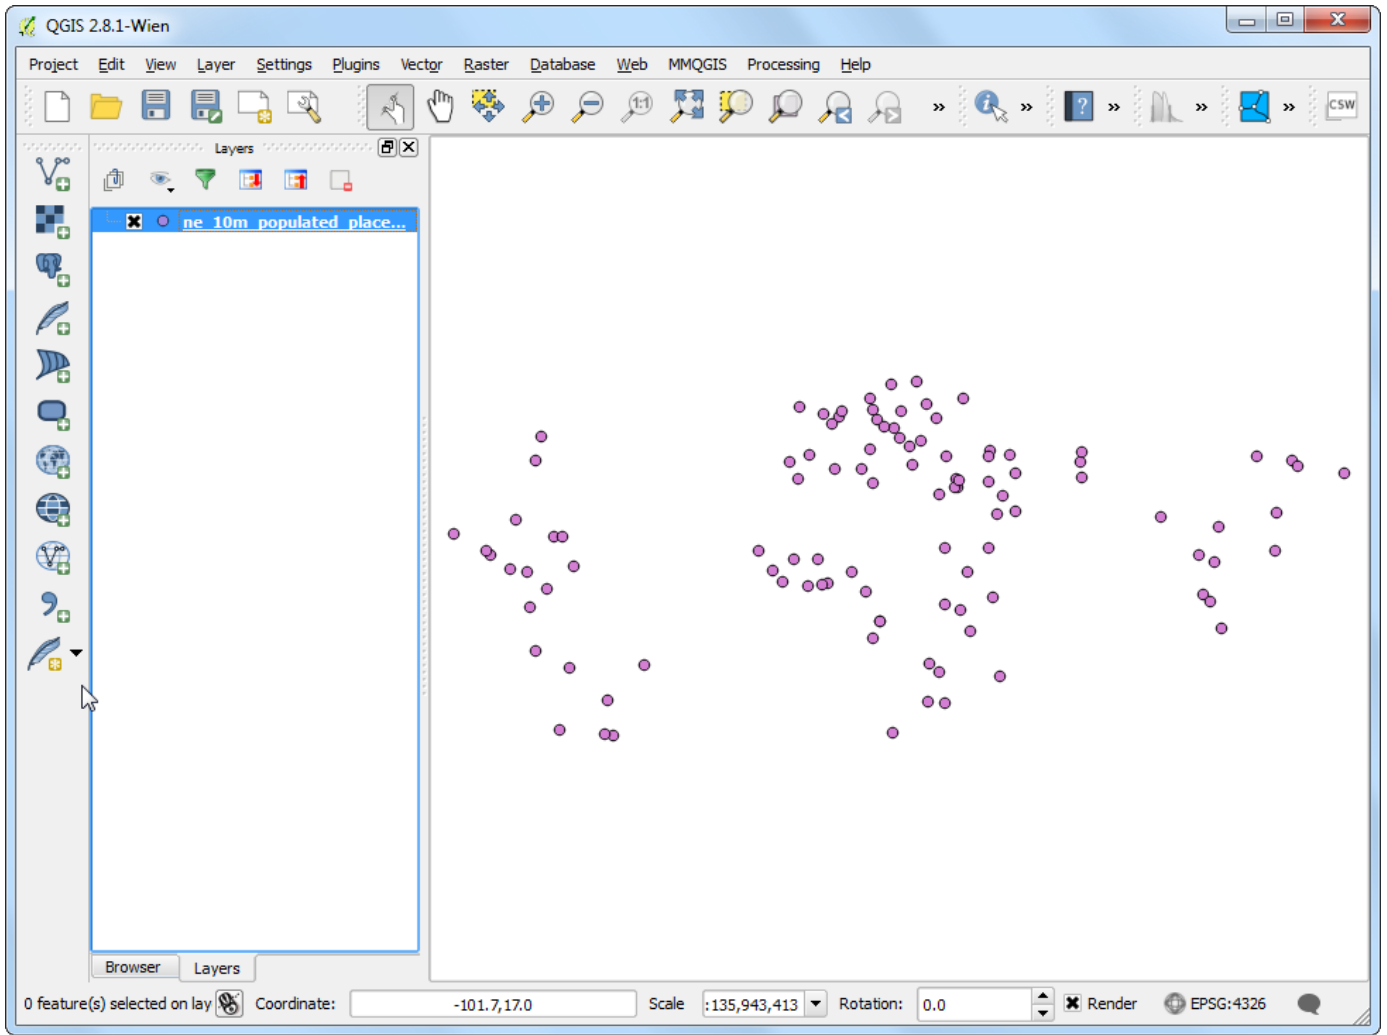 QGIS 2.8.1-Wien
Project Edit View Layer Settings Plugins Vector Raster Database Web MMQGIS Processing Help
1:1 » » ? » » » CSW
Layers
ne_10m_populated_place...
Browser Layers
0 feature(s) selected on lay Coordinate: -101.7,17.0 Scale :135,943,413 Rotation: 0.0 Render EPSG:4326